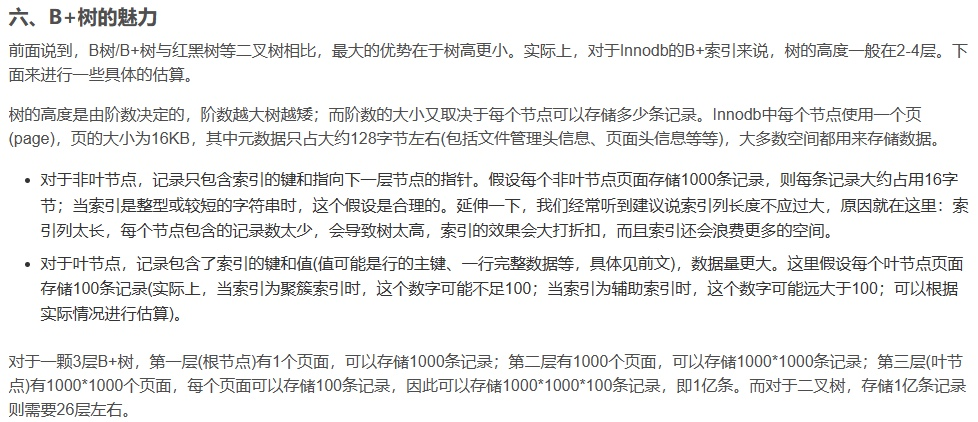 六、B+树的魅力
前面说到，B树/B+树与红黑树等二叉树相比，最大的优势在于树高更小。实际上，对于Innodb的B+索引来说，树的高度一般在2-4层。下
面来进行一些具体的估算。
树的高度是由阶数决定的，阶数越大树越矮；而阶数的大小又取决于每个节点可以存储多少条记录。Innodb中每个节点使用一个页
(page)，页的大小为16KB，其中元数据只占大约128字节左右(包括文件管理头信息、页面头信息等等)，大多数空间都用来存储数据。
• 对于非叶节点，记录只包含索引的键和指向下一层节点的指针。假设每个非叶节点页面存储1000条记录，则每条记录大约占用16字
节；当索引是整型或较短的字符串时，这个假设是合理的。延伸一下，我们经常听到建议说索引列长度不应过大，原因就在这里：索
引列太长，每个节点包含的记录数太少，会导致树太高，索引的效果会大打折扣，而且索引还会浪费更多的空间。
• 对于叶节点，记录包含了索引的键和值(值可能是行的主键、一行完整数据等，具体见前文)，数据量更大。这里假设每个叶节点页面
存储100条记录(实际上，当索引为聚簇索引时，这个数字可能不足100；当索引为辅助索引时，这个数字可能远大于100；可以根据
实际情况进行估算)。
对于一颗3层B+树，第一层(根节点)有1个页面，可以存储1000条记录；第二层有1000个页面，可以存储1000*1000条记录；第三层(叶节
点)有1000*1000个页面，每个页面可以存储100条记录，因此可以存储1000*1000*100条记录，即1亿条。而对于二叉树，存储1亿条记录
则需要26层左右。